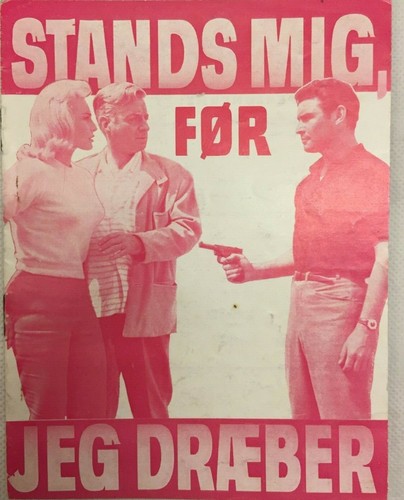 STANDS MIG,
FØR
JEG DRÆBER